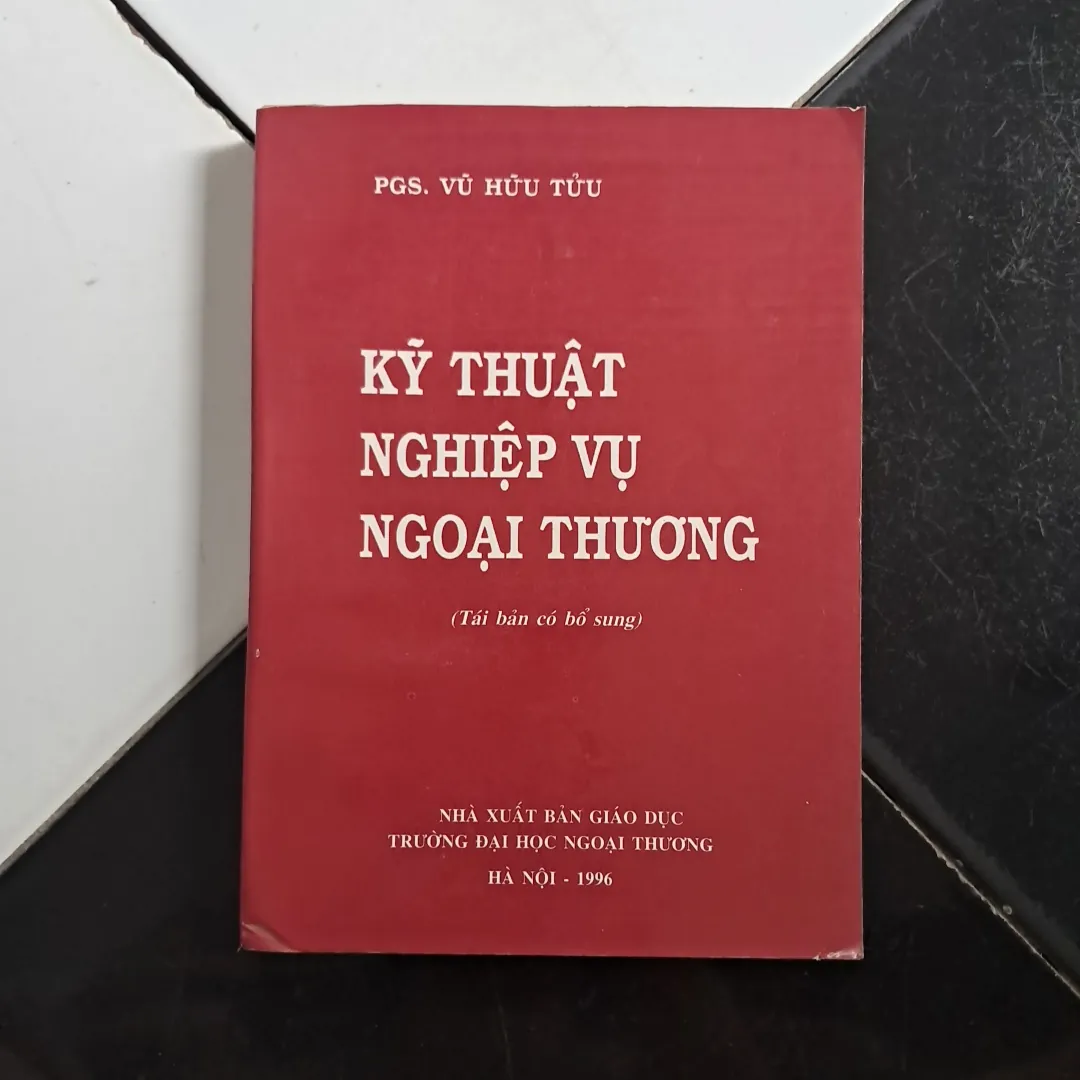 PGS. VŨ HỮU TỬU
KỸ THUẬT
NGHIỆP VỤ
NGOẠI THƯƠNG
(Tái bản có bổ sung)
NHÀ XUẤT BẢN GIÁO DỤC
TRƯỜNG ĐẠI HỌC NGOẠI THƯƠNG
HÀ NỘI - 1996